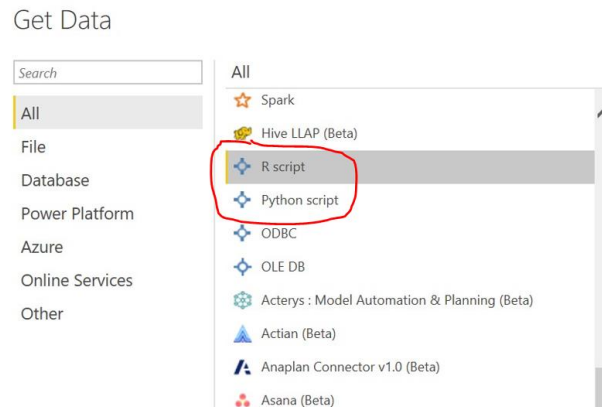 Get Data
Search
All
File
Database
Power Platform
Azure
Online Services
Other
All
Spark
Hive LLAP (Beta)
R script
Python script
ODBC
OLE DB
Acterys : Model Automation & Planning (Beta)
Actian (Beta)
Anaplan Connector v1.0 (Beta)
Asana (Beta)